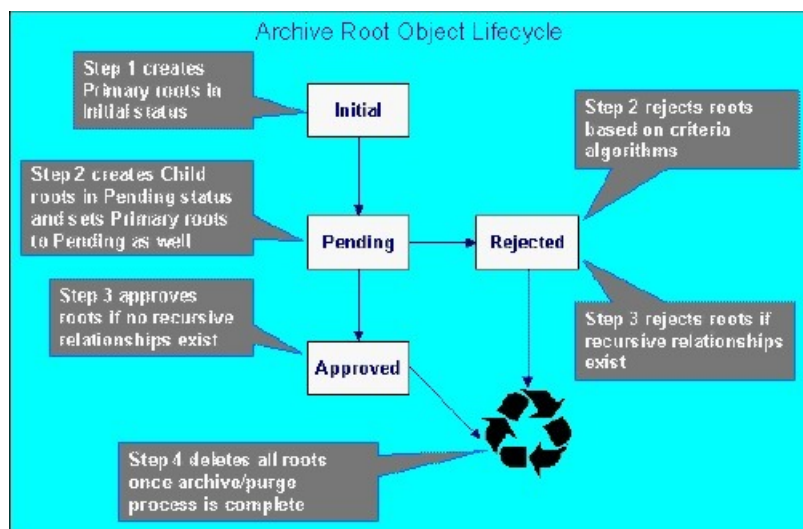 Archive Root Object Lifecycle
Step 1 creates
Primary roots in
Initial status
Initial
Step 2 rejects roots
based on criteria
algorithms
Step 2 creates Child
roots in Pending status
and sets Primary roots
to Pending as well
Pending
Rejected
Step 3 approves
roots if no recursive
relationships exist
Step 3 rejects roots if
recursive relationships
exist
Approved
Step 4 deletes all roots
once archive/purge
process is complete